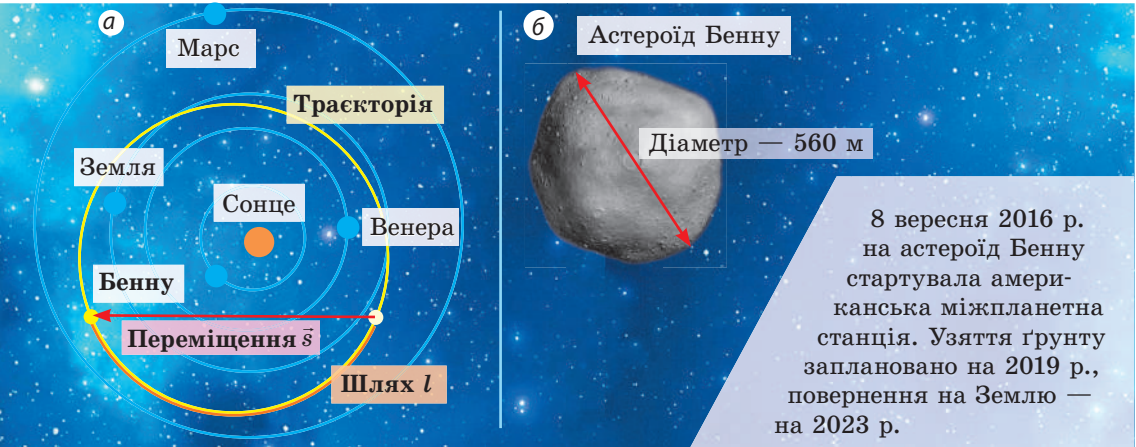 а
Марс
Траєкторія
Земля
Сонце
Венера
Бенну
Переміщення s⃗
Шлях l
б
Астероїд Бенну
Діаметр — 560 м
8 вересня 2016 р.
на астероїд Бенну
стартувала амери-
канська міжпланетна
станція. Узяття ґрунту
заплановано на 2019 р.,
повернення на Землю —
на 2023 р.